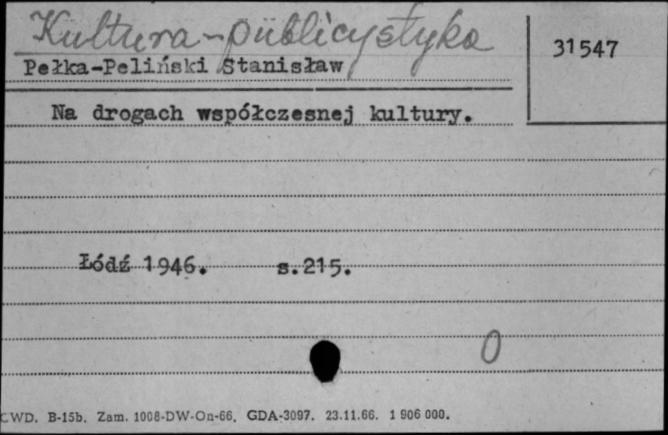 Kultura-publicystyka
31547
Pełka-Peliński Stanisław
Na drogach współczesnej kultury.
Łódź 1946. s.215.
0
CWD. B-15b. Zam. 1008-DW-On-66. GDA-3097. 23.11.66. 1 906 000.